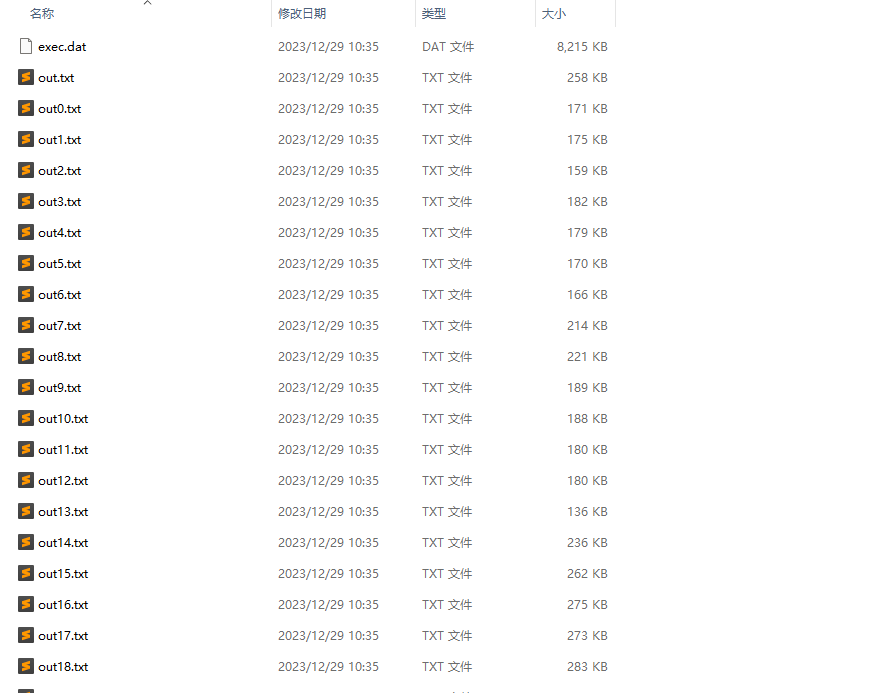 名称 修改日期 类型 大小
exec.dat 2023/12/29 10:35 DAT 文件 8,215 KB
out.txt 2023/12/29 10:35 TXT 文件 258 KB
out0.txt 2023/12/29 10:35 TXT 文件 171 KB
out1.txt 2023/12/29 10:35 TXT 文件 175 KB
out2.txt 2023/12/29 10:35 TXT 文件 159 KB
out3.txt 2023/12/29 10:35 TXT 文件 182 KB
out4.txt 2023/12/29 10:35 TXT 文件 179 KB
out5.txt 2023/12/29 10:35 TXT 文件 170 KB
out6.txt 2023/12/29 10:35 TXT 文件 166 KB
out7.txt 2023/12/29 10:35 TXT 文件 214 KB
out8.txt 2023/12/29 10:35 TXT 文件 221 KB
out9.txt 2023/12/29 10:35 TXT 文件 189 KB
out10.txt 2023/12/29 10:35 TXT 文件 188 KB
out11.txt 2023/12/29 10:35 TXT 文件 180 KB
out12.txt 2023/12/29 10:35 TXT 文件 180 KB
out13.txt 2023/12/29 10:35 TXT 文件 136 KB
out14.txt 2023/12/29 10:35 TXT 文件 236 KB
out15.txt 2023/12/29 10:35 TXT 文件 262 KB
out16.txt 2023/12/29 10:35 TXT 文件 275 KB
out17.txt 2023/12/29 10:35 TXT 文件 273 KB
out18.txt 2023/12/29 10:35 TXT 文件 283 KB